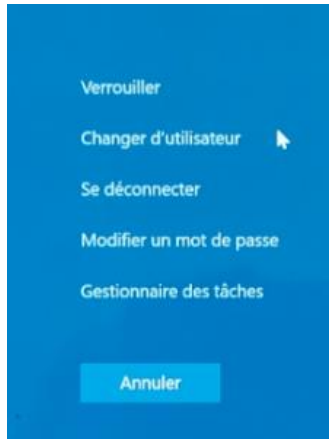 Verrouiller
Changer d'utilisateur
Se déconnecter
Modifier un mot de passe
Gestionnaire des tâches
Annuler